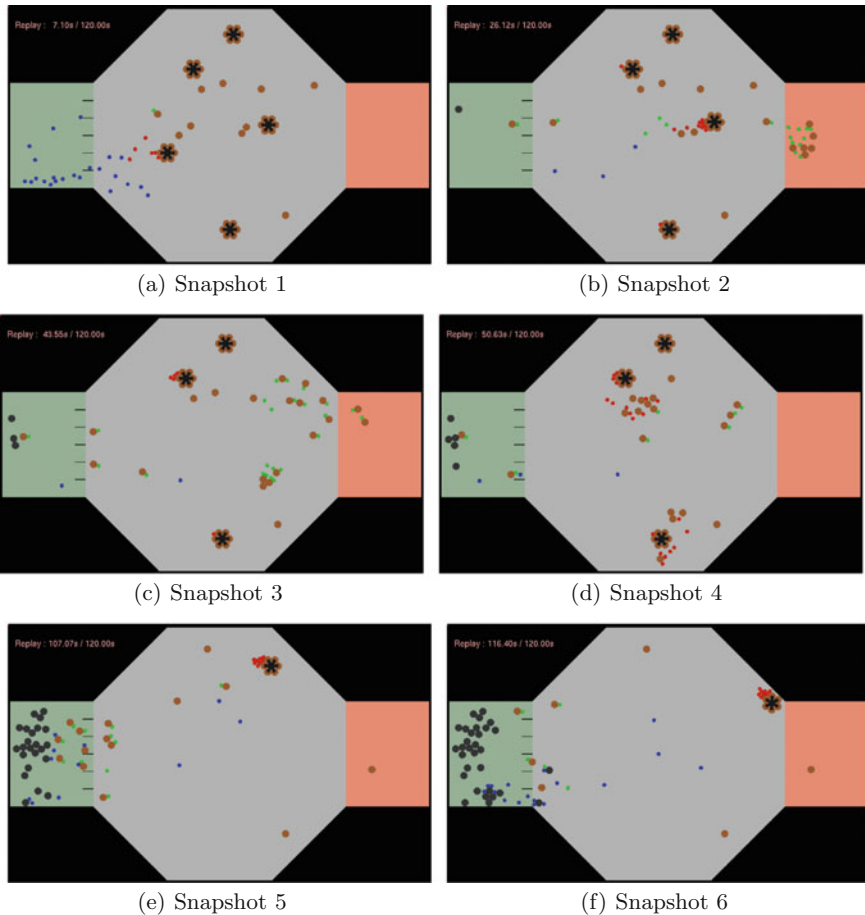 Replay : 7.10s / 120.00s
Replay : 26.12s / 120.00s
(a) Snapshot 1
(b) Snapshot 2
Replay : 43.55s / 120.00s
Replay : 50.63s / 120.00s
(c) Snapshot 3
(d) Snapshot 4
Replay : 107.07s / 120.00s
Replay : 116.40s / 120.00s
(e) Snapshot 5
(f) Snapshot 6